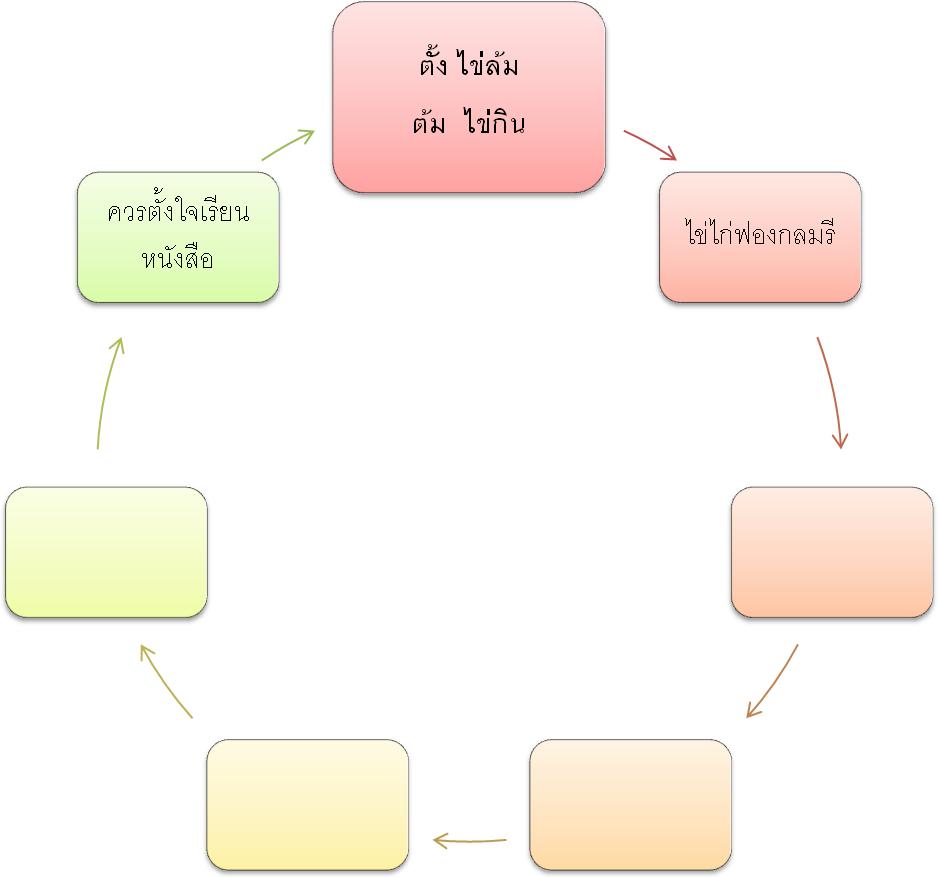 ตั้ง ไข่ล้ม
ต้ม ไข่กิน
ไข่ไก่ฟองกลมรี
ควรตั้งใจเรียน
หนังสือ